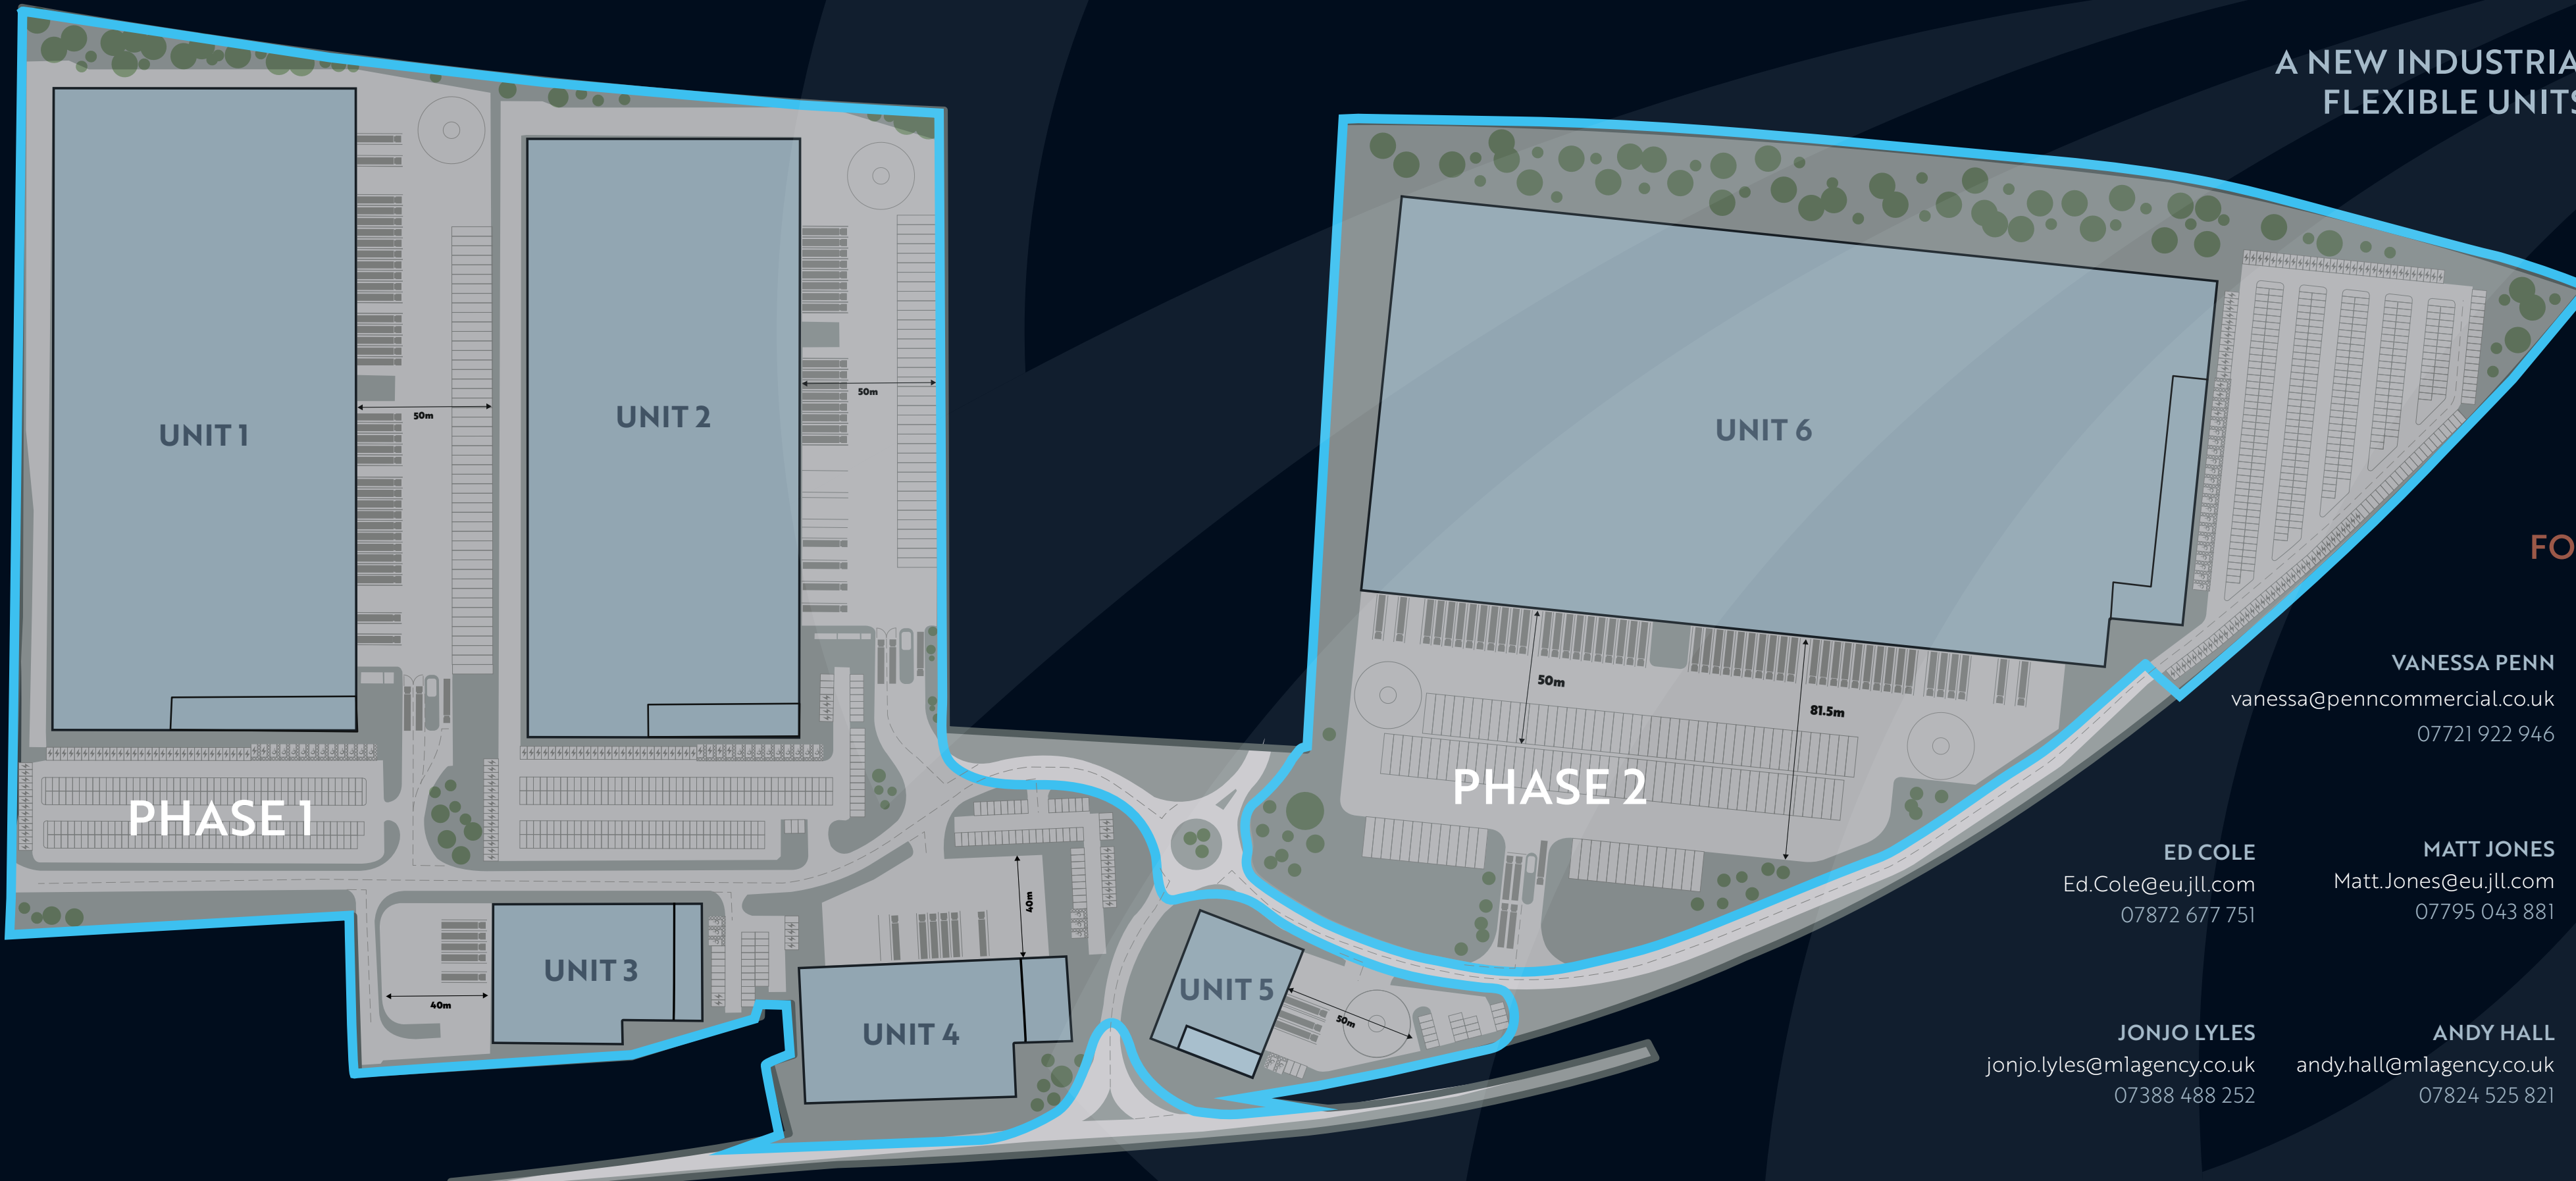 A NEW INDUSTRIA
FLEXIBLE UNITS
UNIT 1
UNIT 2
UNIT 6
50m
50m
FO
50m
81.5m
PHASE 1
PHASE 2
40m
UNIT 3
40m
UNIT 4
UNIT 5
50m
VANESSA PENN
vanessa@penncommercial.co.uk
07721 922 946
ED COLE
Ed.Cole@eu.jll.com
07872 677 751
MATT JONES
Matt.Jones@eu.jll.com
07795 043 881
JONJO LYLES
jonjo.lyles@m1agency.co.uk
07388 488 252
ANDY HALL
andy.hall@m1agency.co.uk
07824 525 821